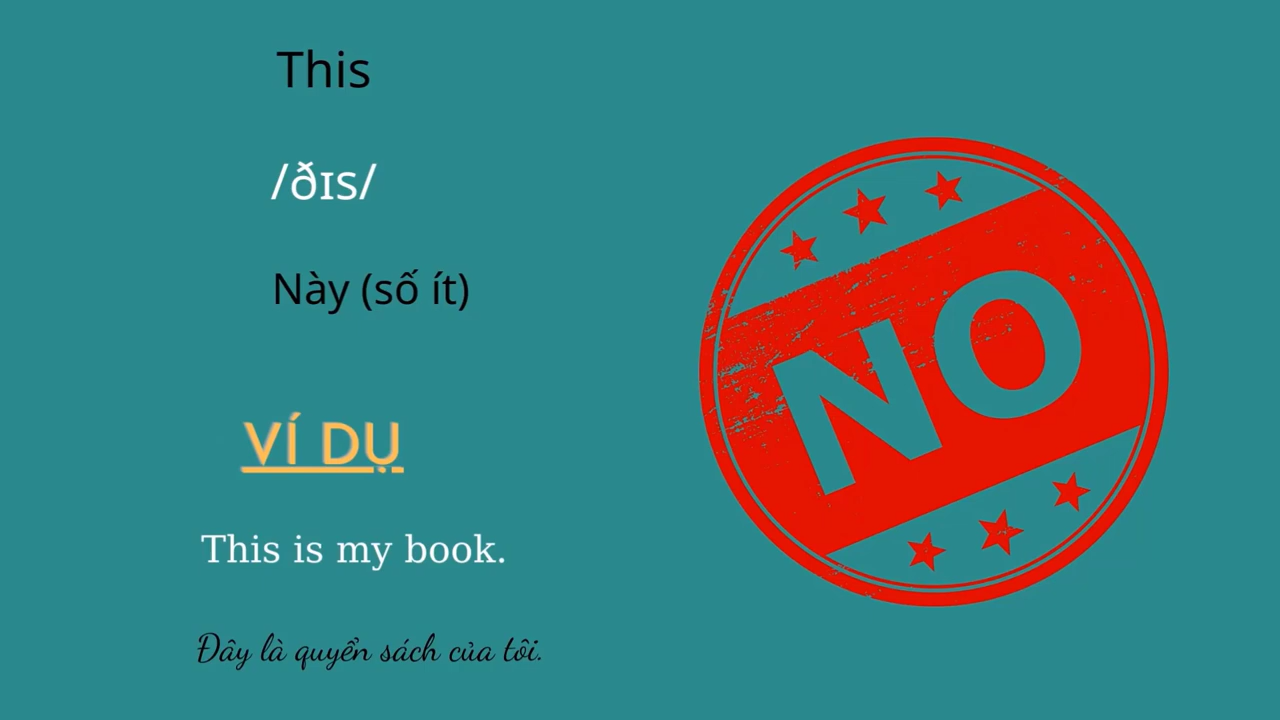 This
/ðɪs/
Này (số ít)
VÍ DỤ
This is my book.
Đây là quyển sách của tôi.
NO